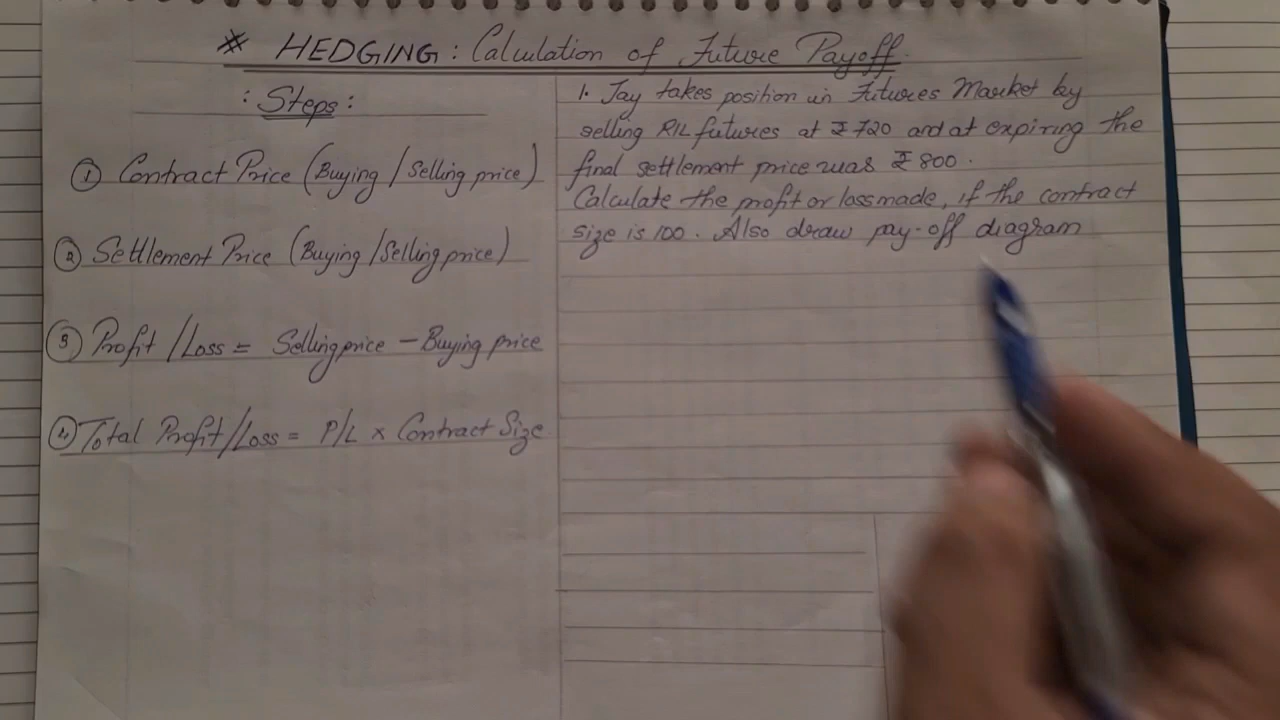 * HEDGING: Calculation of Future Payoff.
: Steps :
① Contract Price (Buying / Selling price)
② Settlement Price (Buying / Selling price)
③ Profit / Loss = Selling price - Buying price
④ Total Profit / Loss = P/L x Contract Size
1. Jay takes position in Futures Market by
selling RIL futures at ₹ 720 and at expiring the
final settlement price was ₹ 800.
Calculate the profit or loss made, if the contract
size is 100. Also draw pay-off diagram